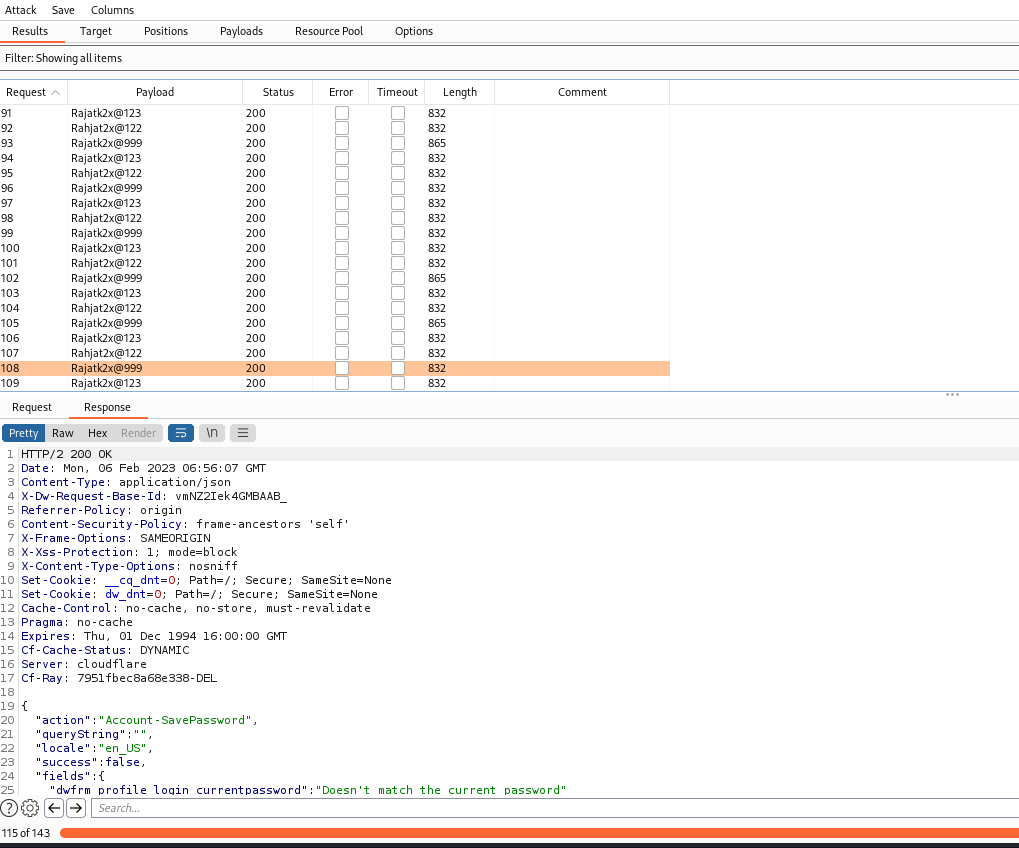 Attack Save Columns
Results Target Positions Payloads Resource Pool Options
Filter: Showing all items
Request Payload Status Error Timeout Length Comment
91 Rajatk2x@123 200 832
92 Rahjat2x@122 200 832
93 Rajatk2x@999 200 865
94 Rajatk2x@123 200 832
95 Rahjat2x@122 200 832
96 Rajatk2x@999 200 832
97 Rajatk2x@123 200 832
98 Rahjat2x@122 200 832
99 Rajatk2x@999 200 832
100 Rajatk2x@123 200 832
101 Rahjat2x@122 200 832
102 Rajatk2x@999 200 865
103 Rajatk2x@123 200 832
104 Rahjat2x@122 200 832
105 Rajatk2x@999 200 865
106 Rajatk2x@123 200 832
107 Rahjat2x@122 200 832
108 Rajatk2x@999 200 832
109 Rajatk2x@123 200 832
Request Response
Pretty Raw Hex Render \n
1 HTTP/2 200 OK
2 Date: Mon, 06 Feb 2023 06:56:07 GMT
3 Content-Type: application/json
4 X-Dw-Request-Base-Id: vmNZ2Iek4GMBAAB_
5 Referrer-Policy: origin
6 Content-Security-Policy: frame-ancestors 'self'
7 X-Frame-Options: SAMEORIGIN
8 X-Xss-Protection: 1; mode=block
9 X-Content-Type-Options: nosniff
10 Set-Cookie: __cq_dnt=0; Path=/; Secure; SameSite=None
11 Set-Cookie: dw_dnt=0; Path=/; Secure; SameSite=None
12 Cache-Control: no-cache, no-store, must-revalidate
13 Pragma: no-cache
14 Expires: Thu, 01 Dec 1994 16:00:00 GMT
15 Cf-Cache-Status: DYNAMIC
16 Server: cloudflare
17 Cf-Ray: 7951fbec8a68e338-DEL
18
19 {
20 "action":"Account-SavePassword",
21 "queryString":"",
22 "locale":"en_US",
23 "success":false,
24 "fields":{
25 "dwfrm_profile_login_currentpassword":"Doesn't match the current password"
? Search...
115 of 143